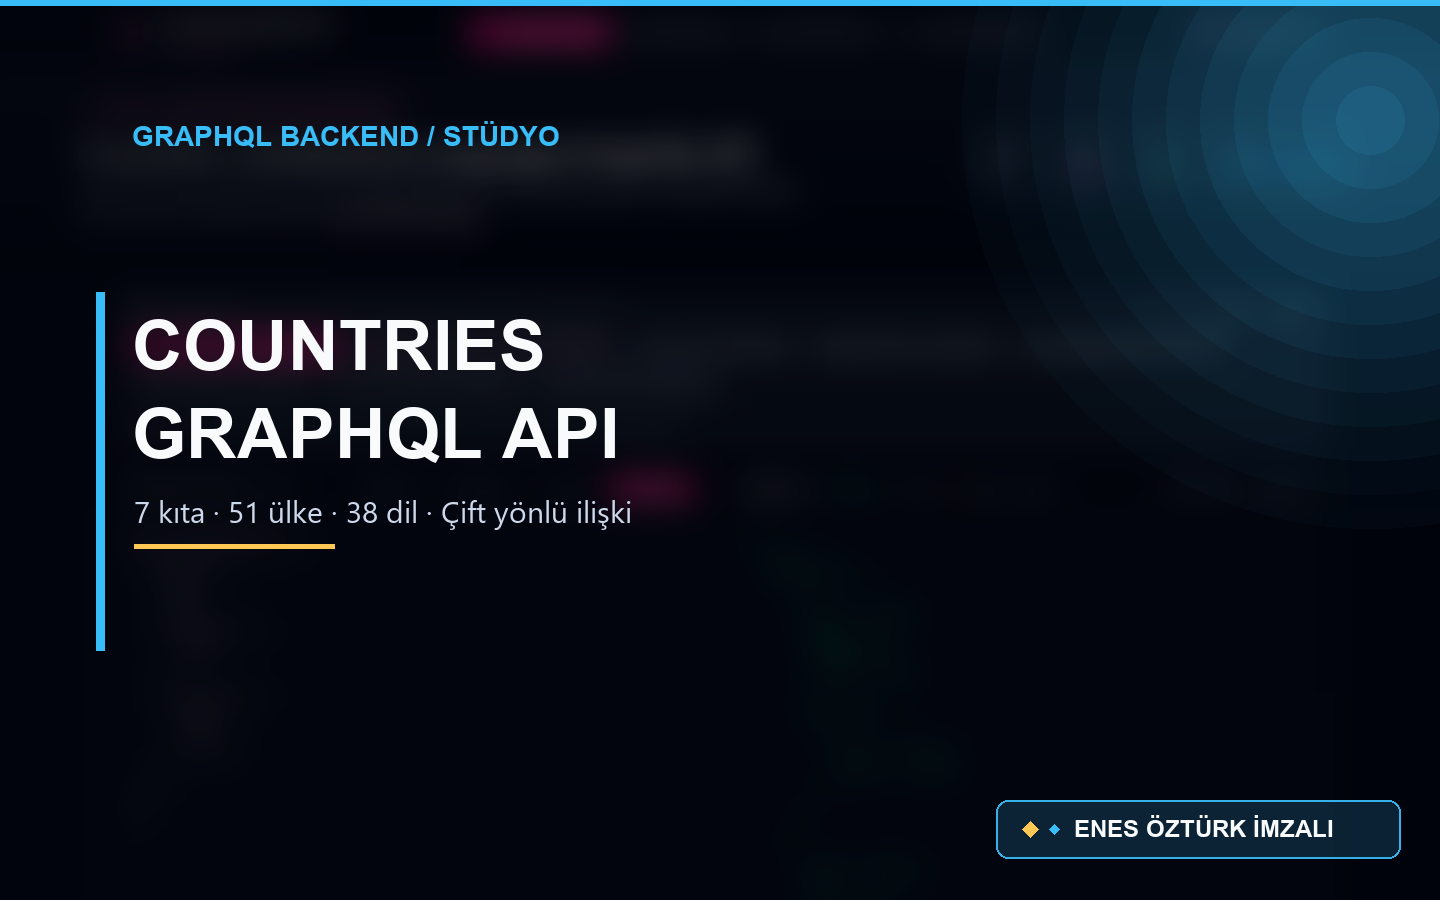 GRAPHQL BACKEND / STÜDYO
COUNTRIES
GRAPHQL API
7 kıta · 51 ülke · 38 dil · Çift yönlü ilişki
ENES ÖZTÜRK İMZALI